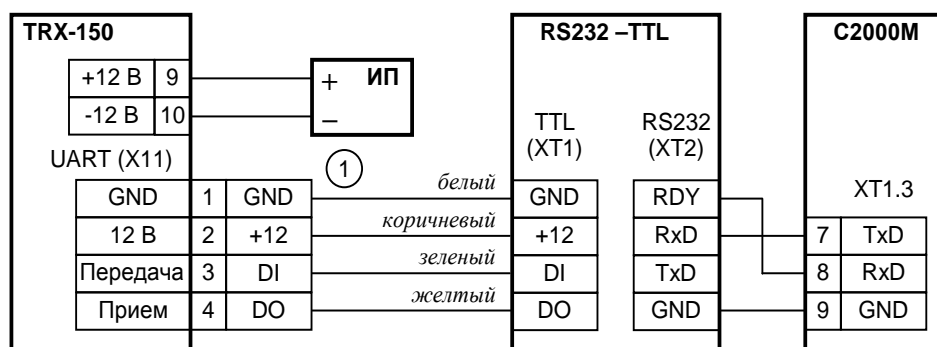 TRX-150
RS232 –TTL
C2000M
+12 В 9
-12 В 10
+ ИП
–
UART (X11)
1
TTL
(XT1)
RS232
(XT2)
XT1.3
GND 1 GND
белый
GND
RDY
12 В 2 +12
коричневый
+12
RxD
7 TxD
Передача 3 DI
зеленый
DI
TxD
8 RxD
Прием 4 DO
желтый
DO
GND
9 GND